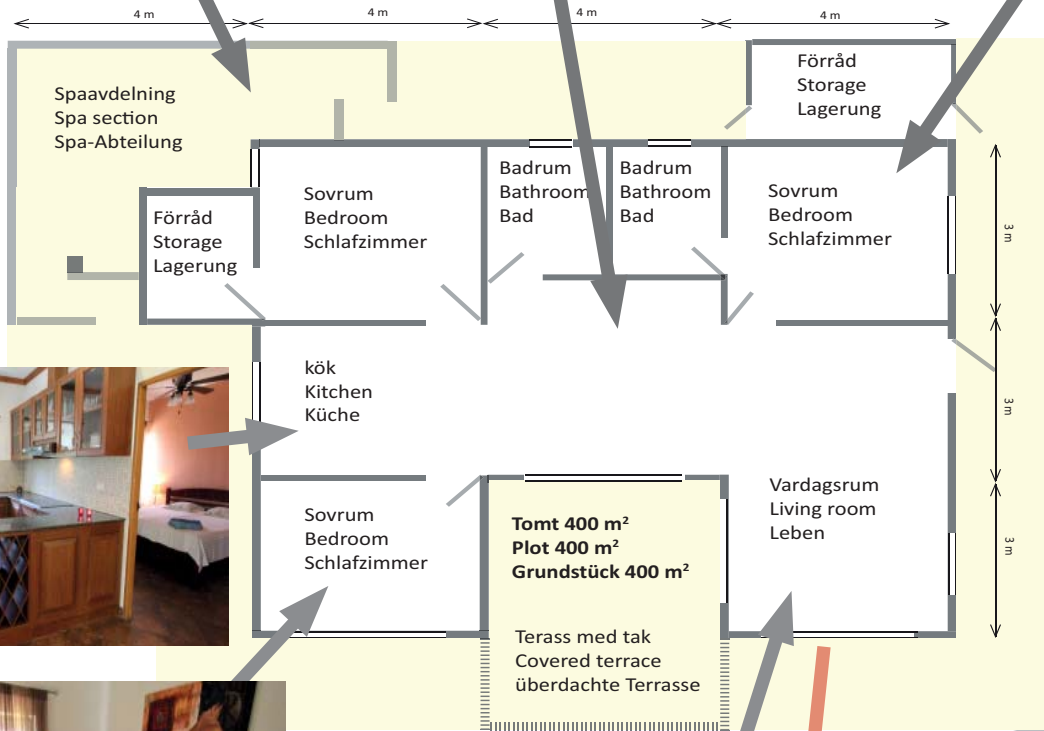 4 m
4 m
4 m
4 m
Förråd
Storage
Lagerung
Spaavdelning
Spa section
Spa-Abteilung
Sovrum
Bedroom
Schlafzimmer
Badrum
Bathroom
Bad
Badrum
Bathroom
Bad
Sovrum
Bedroom
Schlafzimmer
Förråd
Storage
Lagerung
3 m
kök
Kitchen
Küche
3 m
Vardagsrum
Living room
Leben
Sovrum
Bedroom
Schlafzimmer
Tomt 400 m²
Plot 400 m²
Grundstück 400 m²
3 m
Terass med tak
Covered terrace
überdachte Terrasse